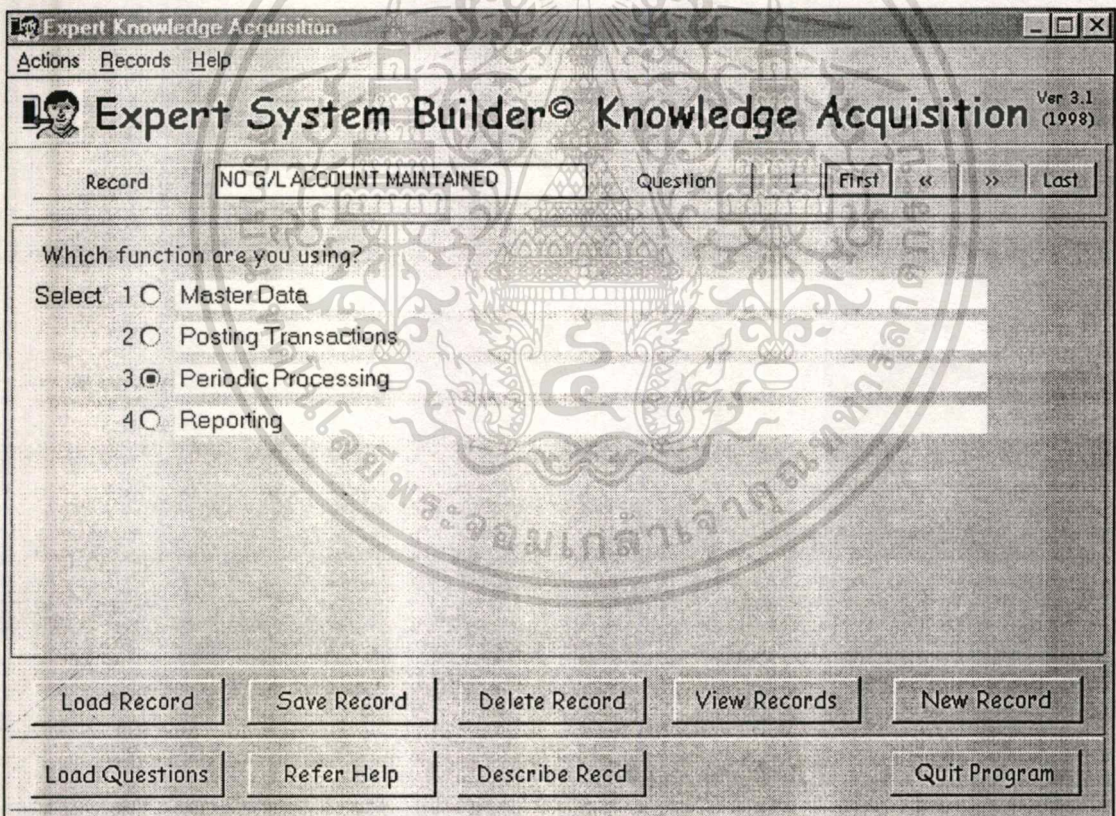 Expert Knowledge Acquisition
Actions Records Help
Expert System Builder© Knowledge Acquisition Ver 3.1 (1998)
Record NO G/L ACCOUNT MAINTAINED Question 1 First << >> Last
Which function are you using?
Select 1 Master Data
2 Posting Transactions
3 Periodic Processing
4 Reporting
Load Record Save Record Delete Record View Records New Record
Load Questions Refer Help Describe Recd Quit Program